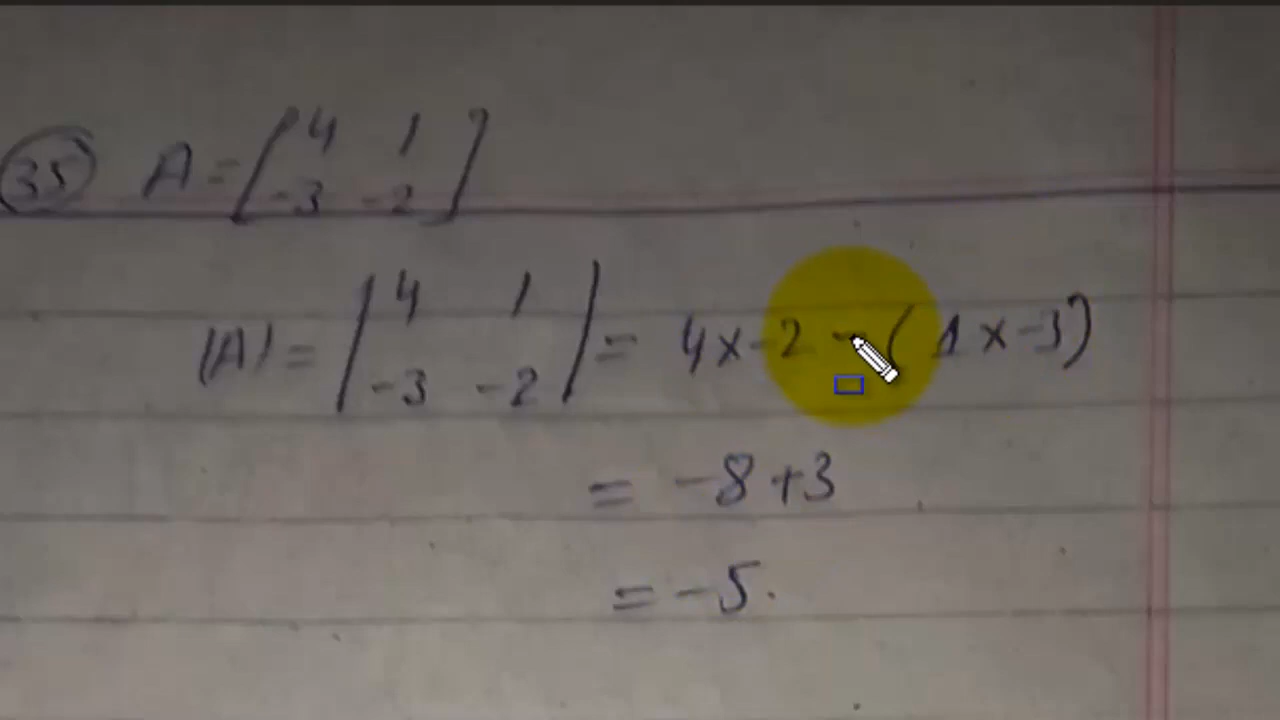 35 A = [ 4 1
-3 -2 ]
|A| = | 4 1
-3 -2 | = 4 x -2 - ( 1 x -3 )
= -8 + 3
= -5.